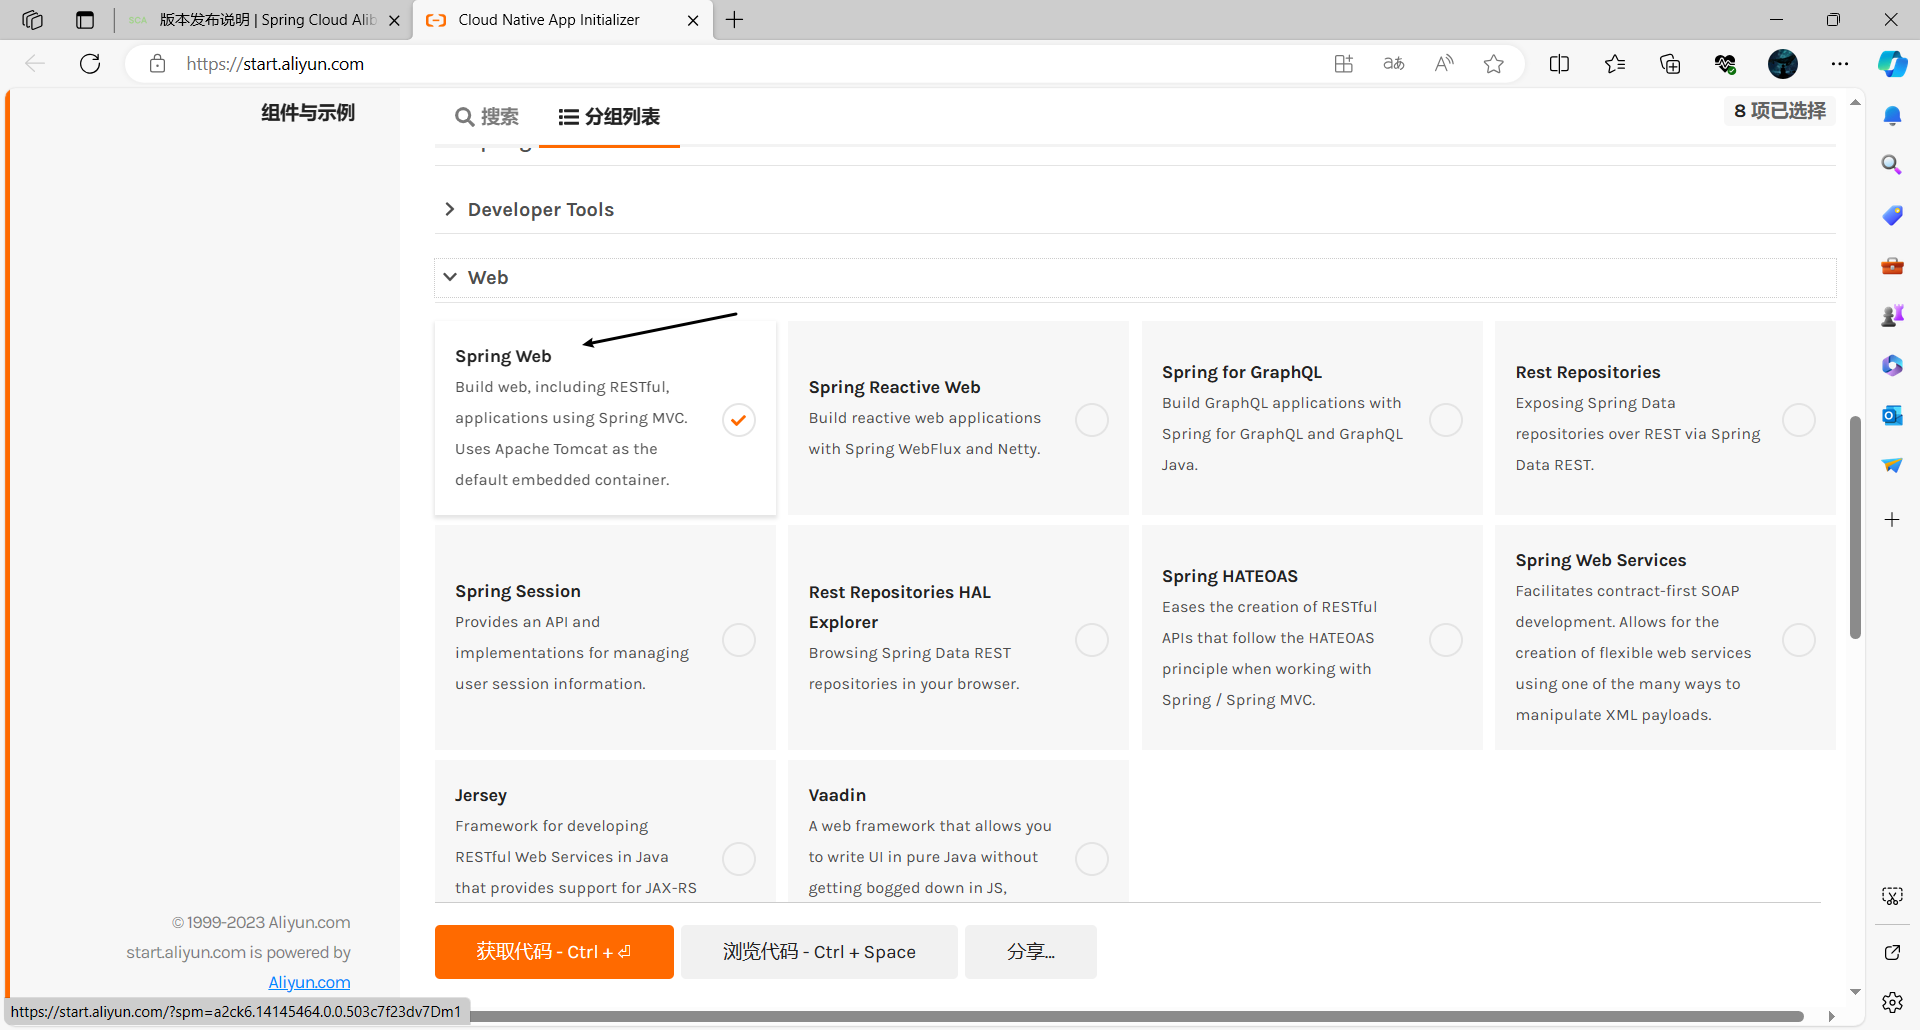 SCA 版本发布说明 | Spring Cloud Alib
Cloud Native App Initializer
https://start.aliyun.com
组件与示例
搜索
分组列表
8 项已选择
Developer Tools
Web
Spring Web
Build web, including RESTful,
applications using Spring MVC.
Uses Apache Tomcat as the
default embedded container.
Spring Reactive Web
Build reactive web applications
with Spring WebFlux and Netty.
Spring for GraphQL
Build GraphQL applications with
Spring for GraphQL and GraphQL
Java.
Rest Repositories
Exposing Spring Data
repositories over REST via Spring
Data REST.
Spring Session
Provides an API and
implementations for managing
user session information.
Rest Repositories HAL
Explorer
Browsing Spring Data REST
repositories in your browser.
Spring HATEOAS
Eases the creation of RESTful
APIs that follow the HATEOAS
principle when working with
Spring / Spring MVC.
Spring Web Services
Facilitates contract-first SOAP
development. Allows for the
creation of flexible web services
using one of the many ways to
manipulate XML payloads.
Jersey
Framework for developing
RESTful Web Services in Java
that provides support for JAX-RS
Vaadin
A web framework that allows you
to write UI in pure Java without
getting bogged down in JS,
© 1999-2023 Aliyun.com
start.aliyun.com is powered by
Aliyun.com
获取代码 - Ctrl + ⏎
浏览代码 - Ctrl + Space
分享...
https://start.aliyun.com/?spm=a2ck6.14145464.0.0.503c7f23dv7Dm1